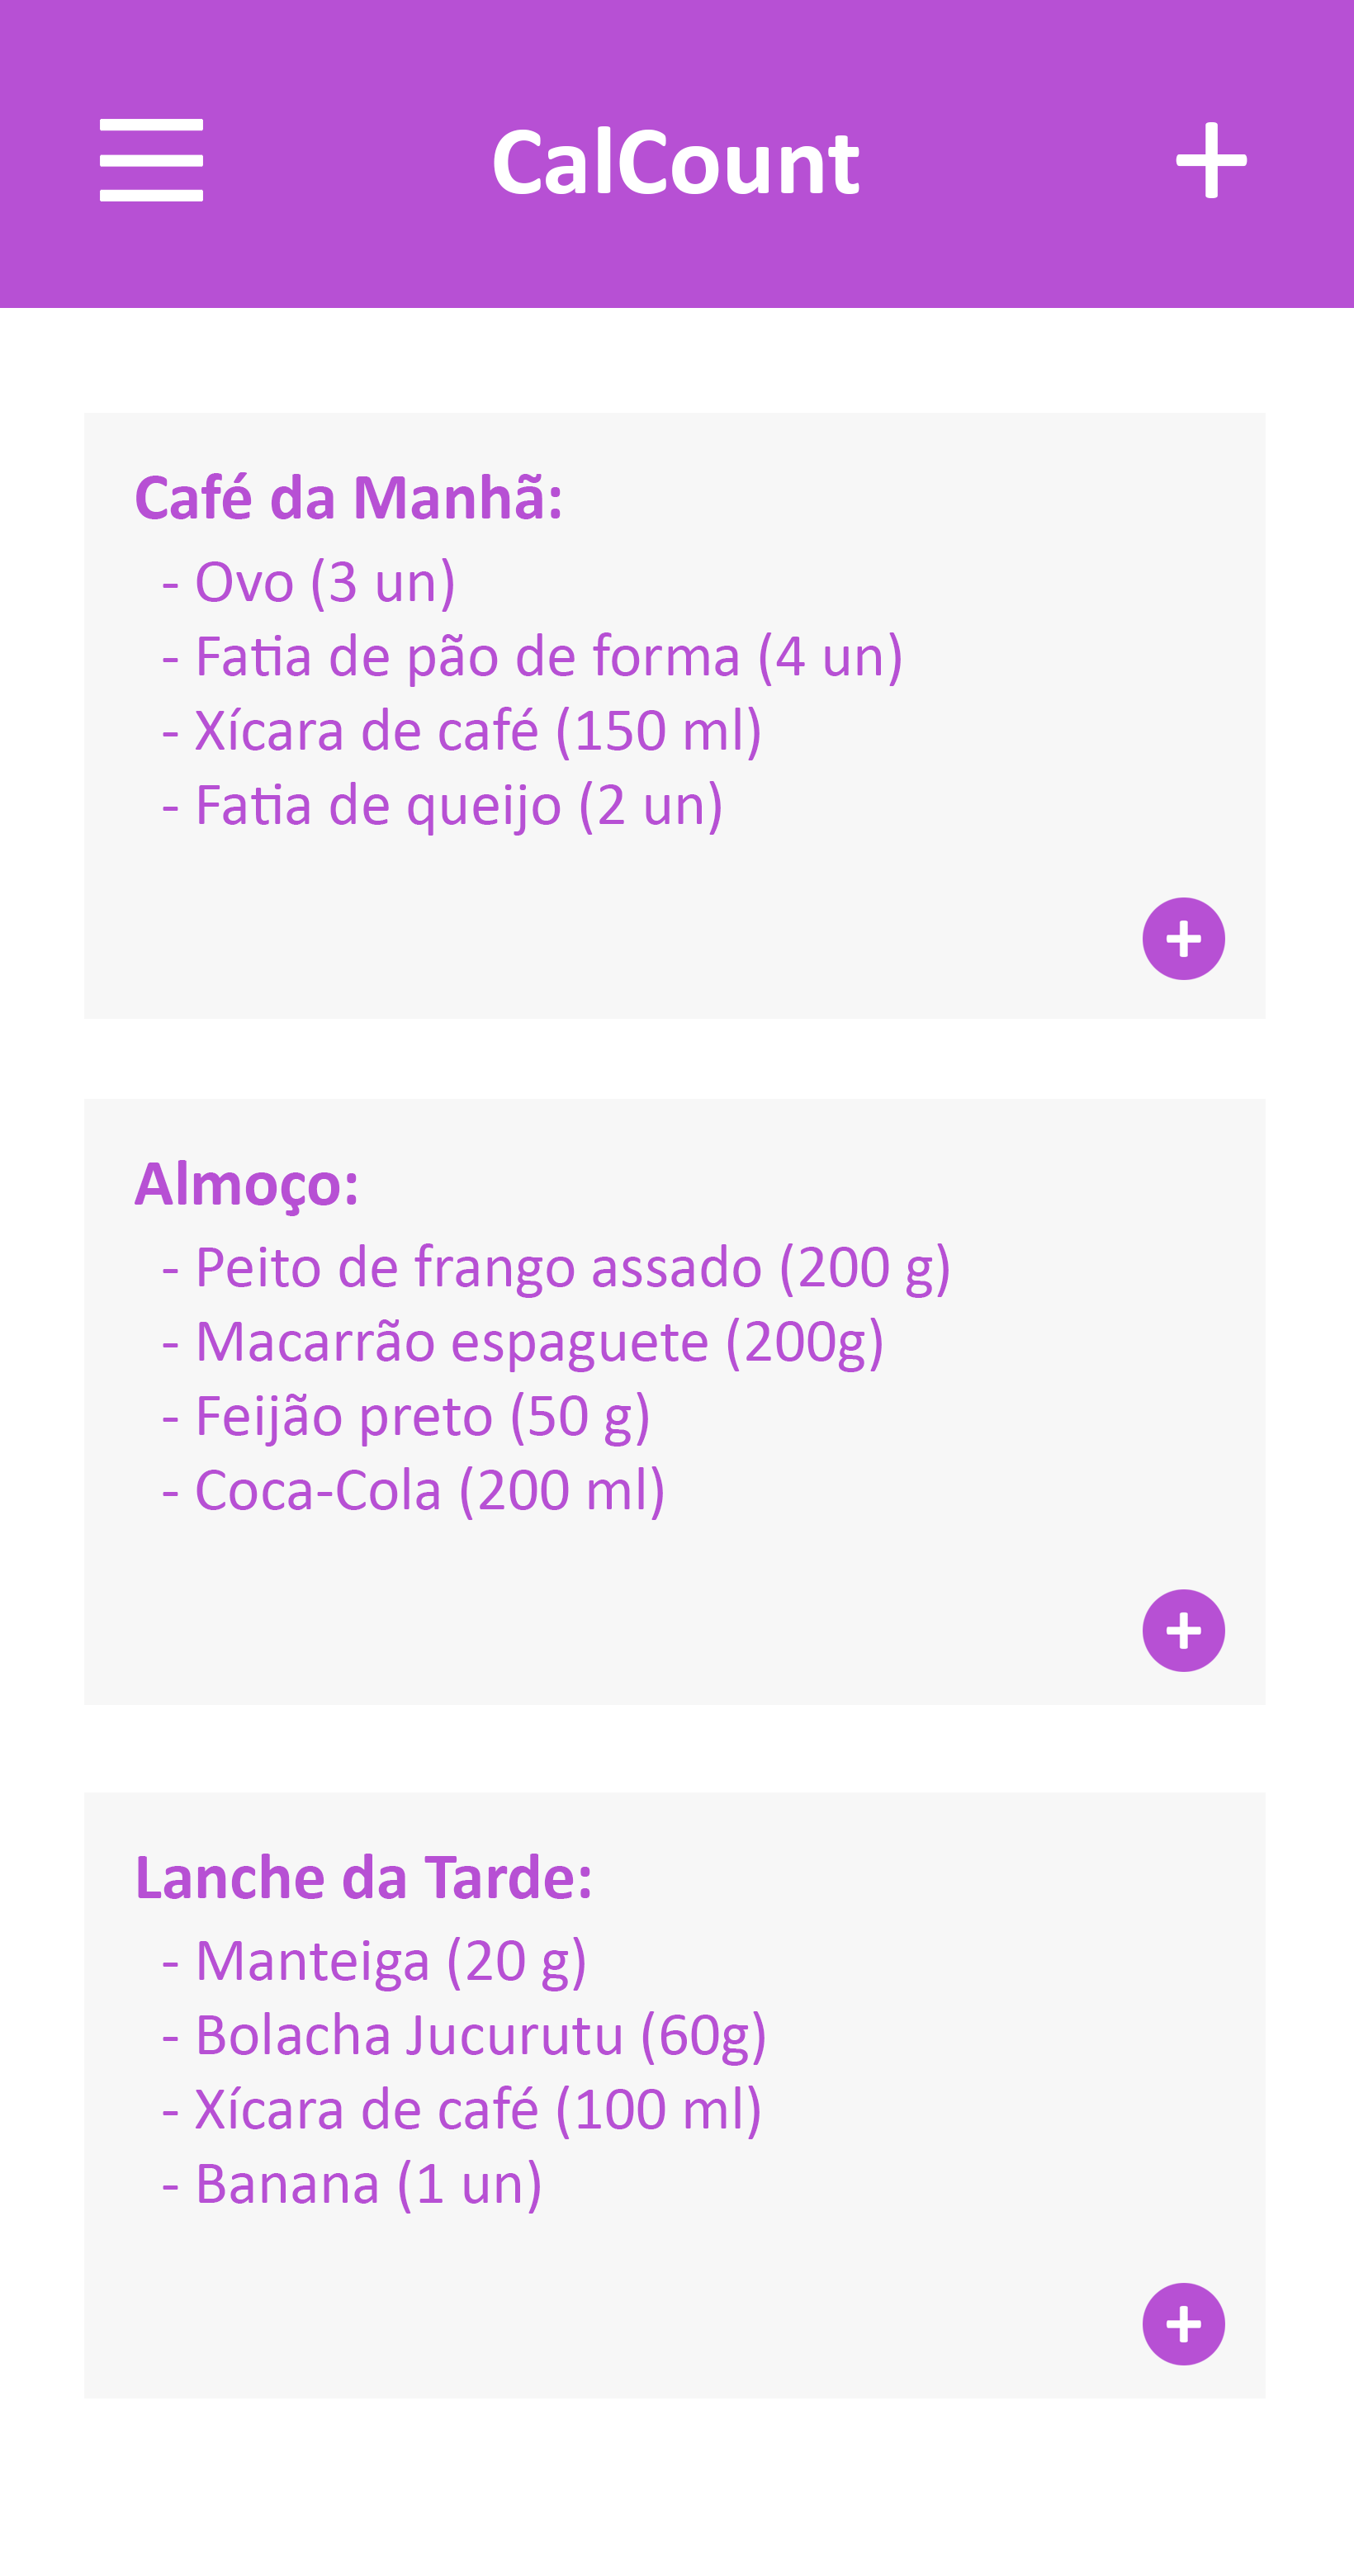 CalCount
Café da Manhã:
- Ovo (3 un)
- Fatia de pão de forma (4 un)
- Xícara de café (150 ml)
- Fatia de queijo (2 un)
Almoço:
- Peito de frango assado (200 g)
- Macarrão espaguete (200g)
- Feijão preto (50 g)
- Coca-Cola (200 ml)
Lanche da Tarde:
- Manteiga (20 g)
- Bolacha Jucurutu (60g)
- Xícara de café (100 ml)
- Banana (1 un)